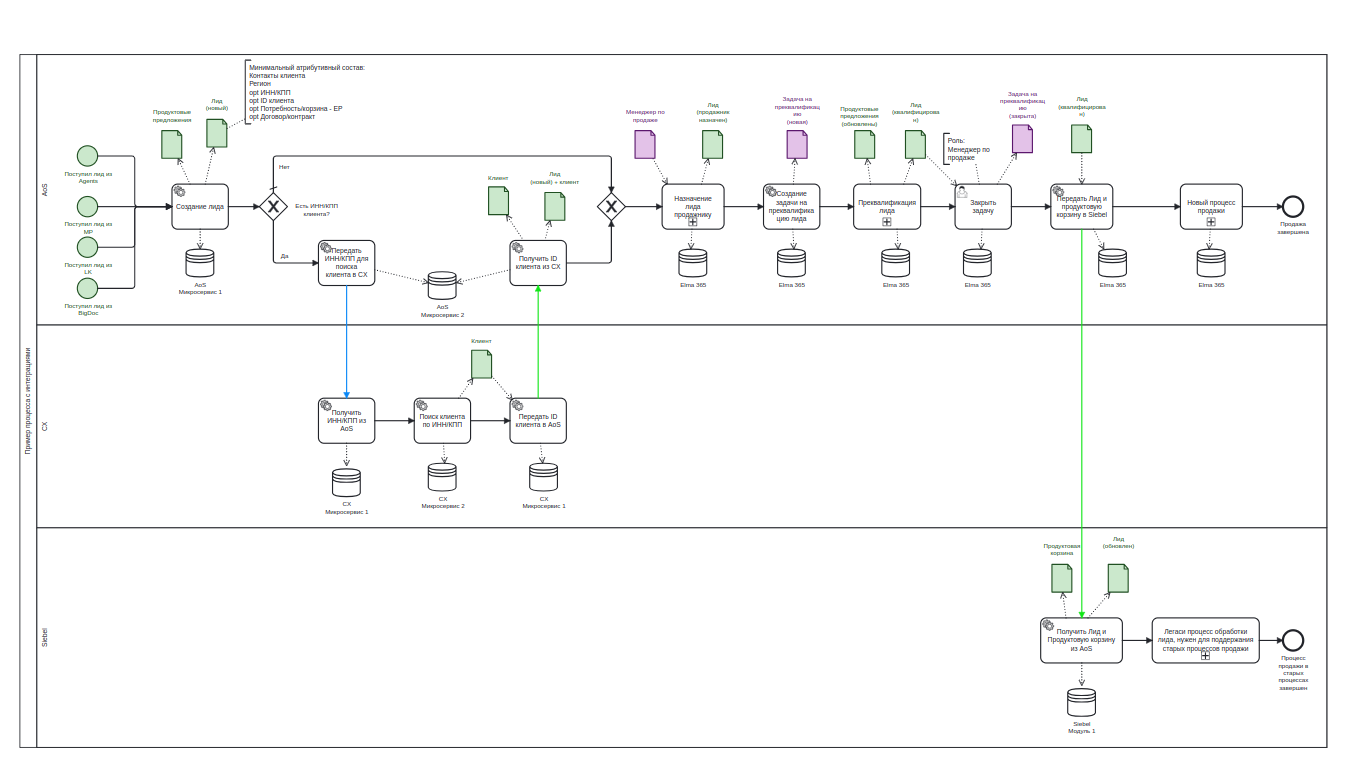 Пример процесса с интеграциями
AoS
Минимальный атрибутивный состав:
Контакты клиента
Регион
opt ИНН/КПП
opt ID клиента
opt Потребность/корзина - EP
opt Договор/контракт
Продуктовые
предложения
Лид
(новый)
Поступил лид из
Agents
Поступил лид из
MP
Поступил лид из
LK
Поступил лид из
BigDoc
Создание лида
AoS
Микросервис 1
Нет
Есть ИНН/КПП
клиента?
Да
Передать
ИНН/КПП для
поиска
клиента в CX
AoS
Микросервис 2
Клиент
Лид
(новый) + клиент
Получить ID
клиента из CX
Менеджер по
продаже
Лид
(продажник
назначен)
Назначение
лида
продажнику
Elma 365
Задача на
преквалификац
ию
(новая)
Создание
задачи на
преквалифика
цию лида
Elma 365
Продуктовые
предложения
(обновлены)
Лид
(квалифицирова
н)
Преквалификация
лида
Elma 365
Роль:
Менеджер по
продаже
Задача на
преквалификац
ию
(закрыта)
Закрыть
задачу
Elma 365
Лид
(квалифицирова
н)
Передать Лид и
продуктовую
корзину в Siebel
Elma 365
Новый процесс
продажи
Elma 365
Продажа
завершена
CX
Получить
ИНН/КПП из
AoS
CX
Микросервис 1
Поиск клиента
по ИНН/КПП
CX
Микросервис 2
Клиент
Передать ID
клиента в AoS
CX
Микросервис 1
Siebel
Продуктовая
корзина
Лид
(обновлен)
Получить Лид и
Продуктовую корзину
из AoS
Siebel
Модуль 1
Легаси процесс обработки
лида, нужен для поддержания
старых процессов продажи
Процесс
продажи в
старых
процессах
завершен